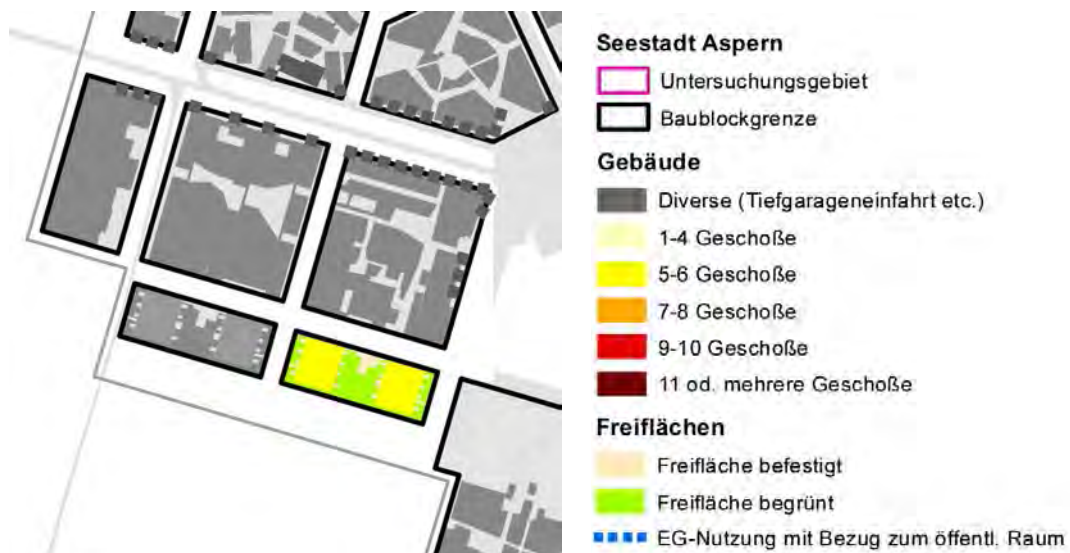 Seestadt Aspern
Untersuchungsgebiet
Baublockgrenze
Gebäude
Diverse (Tiefgarageneinfahrt etc.)
1-4 Geschoße
5-6 Geschoße
7-8 Geschoße
9-10 Geschoße
11 od. mehrere Geschoße
Freiflächen
Freifläche befestigt
Freifläche begrünt
EG-Nutzung mit Bezug zum öffentl. Raum